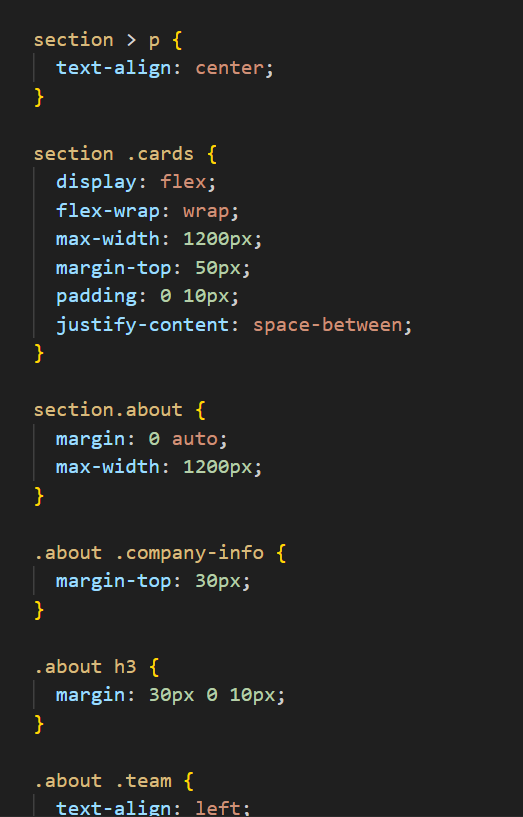 section > p {
  text-align: center;
}

section .cards {
  display: flex;
  flex-wrap: wrap;
  max-width: 1200px;
  margin-top: 50px;
  padding: 0 10px;
  justify-content: space-between;
}

section.about {
  margin: 0 auto;
  max-width: 1200px;
}

.about .company-info {
  margin-top: 30px;
}

.about h3 {
  margin: 30px 0 10px;
}

.about .team {
  text-align: left;